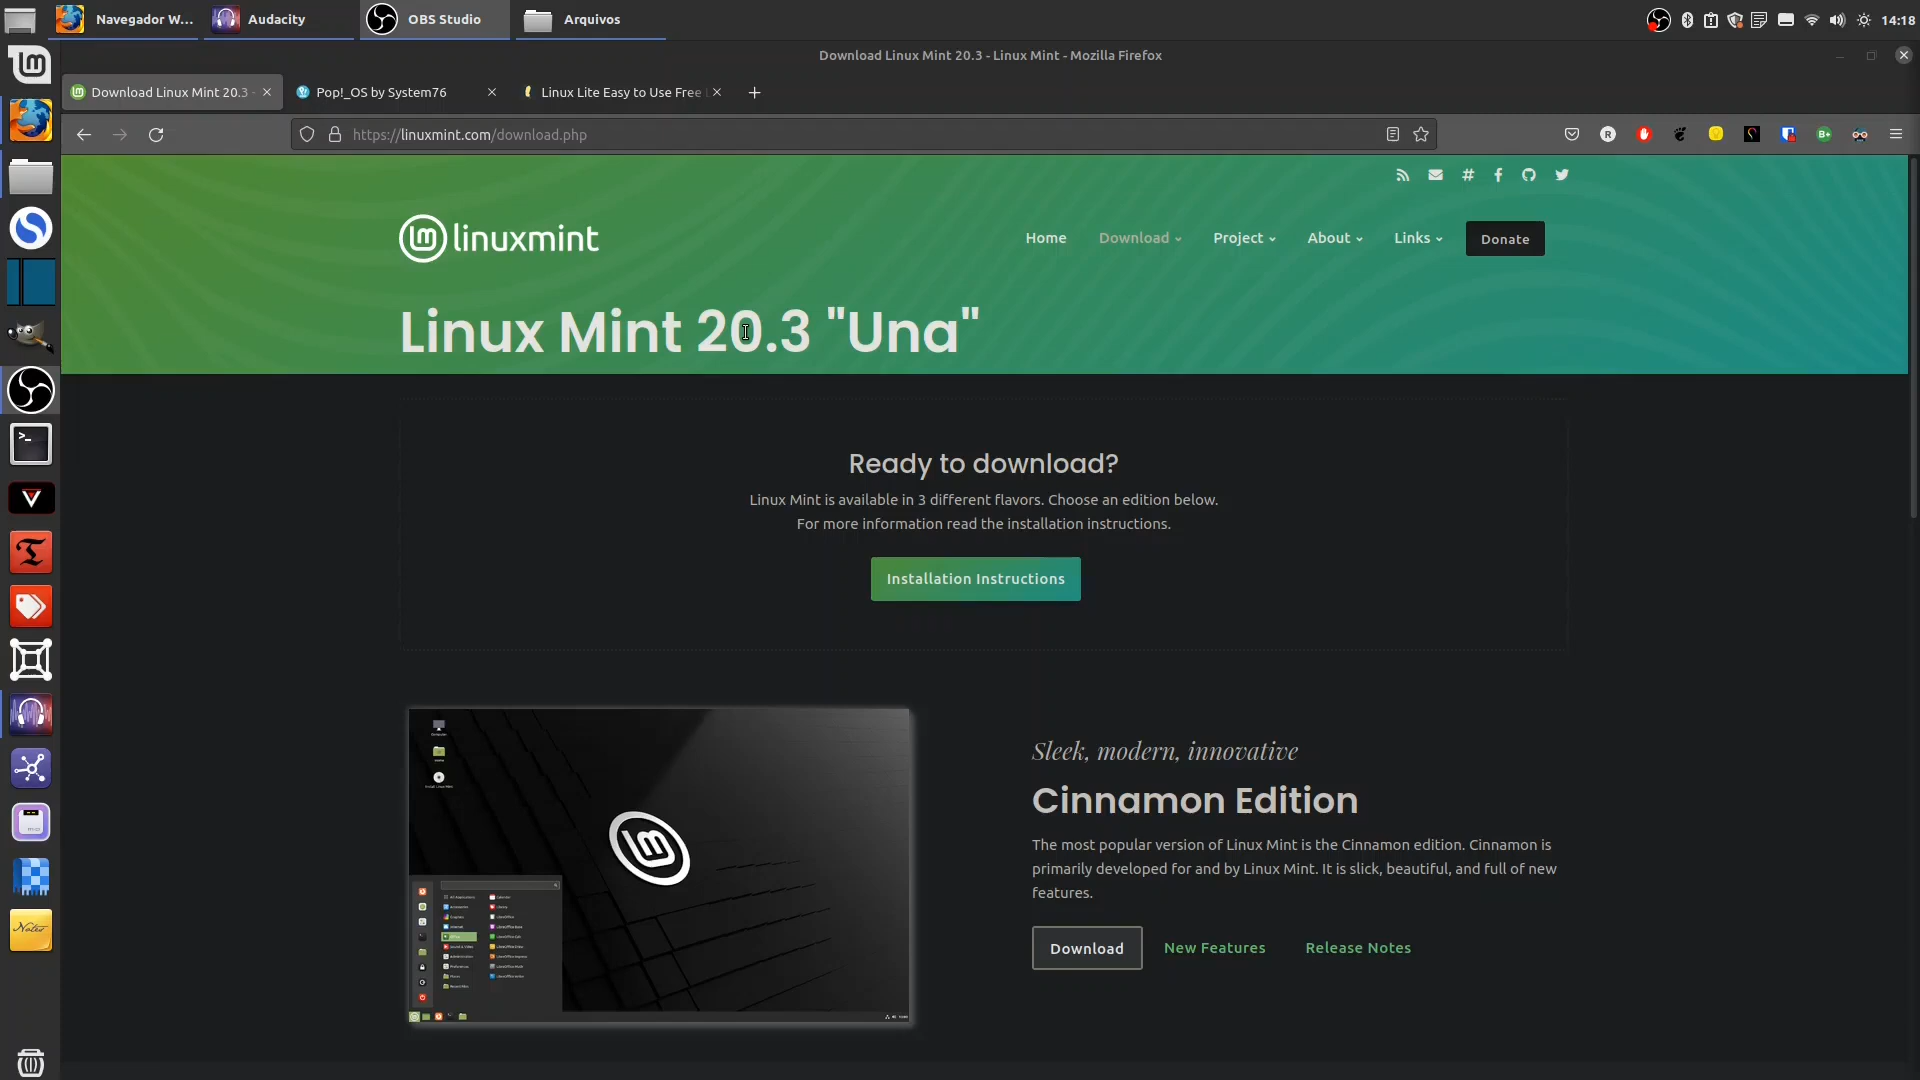 Navegador W...
Audacity
OBS Studio
Arquivos
14:18
Download Linux Mint 20.3 - Linux Mint - Mozilla Firefox
Download Linux Mint 20.3 -
Pop!_OS by System76
Linux Lite Easy to Use Free
https://linuxmint.com/download.php
linuxmint
Home
Download
Project
About
Links
Donate
Linux Mint 20.3 "Una"
Ready to download?
Linux Mint is available in 3 different flavors. Choose an edition below.
For more information read the installation instructions.
Installation Instructions
Sleek, modern, innovative
Cinnamon Edition
The most popular version of Linux Mint is the Cinnamon edition. Cinnamon is
primarily developed for and by Linux Mint. It is slick, beautiful, and full of new
features.
Download
New Features
Release Notes
Notes